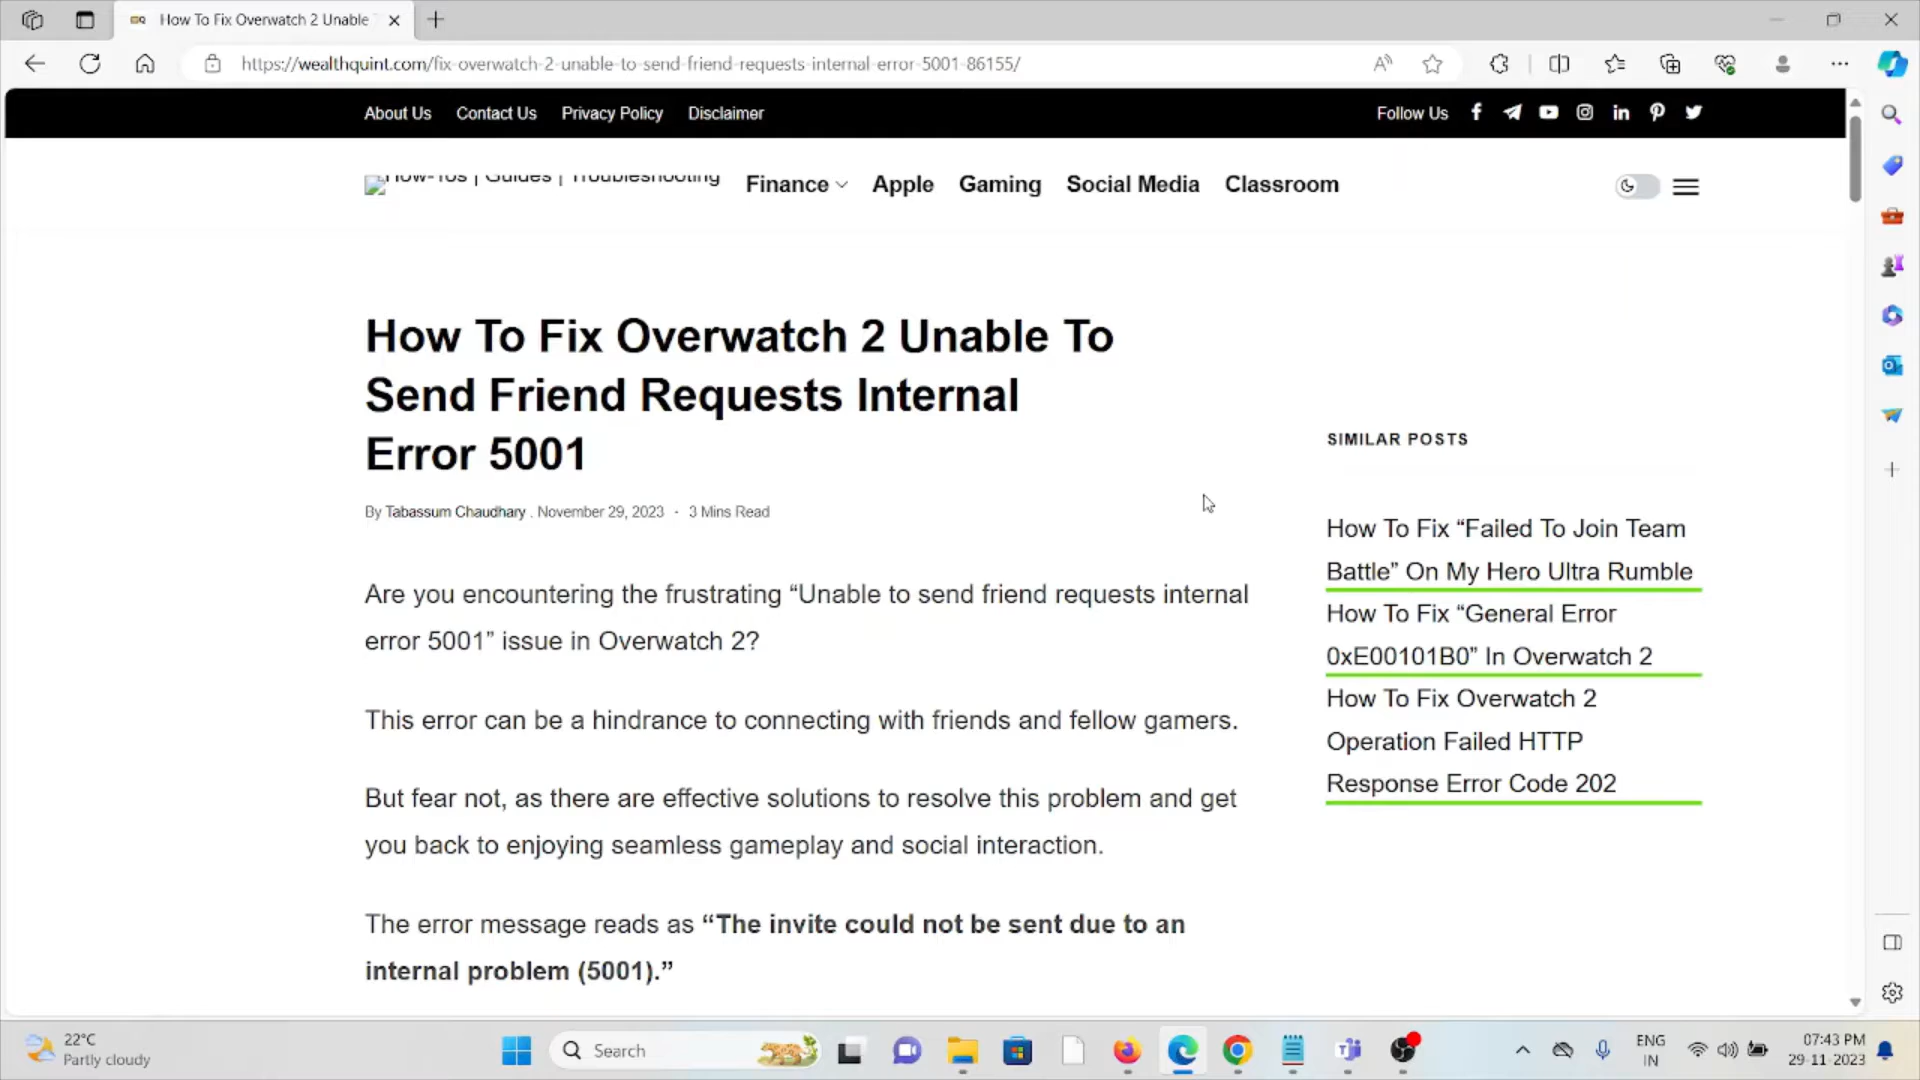 How To Fix Overwatch 2 Unable
https://wealthquint.com/fix-overwatch-2-unable-to-send-friend-requests-internal-error-5001-86155/
About Us Contact Us Privacy Policy Disclaimer Follow Us
How-Tos | Guides | Troubleshooting Finance Apple Gaming Social Media Classroom
How To Fix Overwatch 2 Unable To
Send Friend Requests Internal
Error 5001
By Tabassum Chaudhary . November 29, 2023 · 3 Mins Read
Are you encountering the frustrating “Unable to send friend requests internal
error 5001” issue in Overwatch 2?
This error can be a hindrance to connecting with friends and fellow gamers.
But fear not, as there are effective solutions to resolve this problem and get
you back to enjoying seamless gameplay and social interaction.
The error message reads as “The invite could not be sent due to an
internal problem (5001).”
SIMILAR POSTS
How To Fix “Failed To Join Team
Battle” On My Hero Ultra Rumble
How To Fix “General Error
0xE00101B0” In Overwatch 2
How To Fix Overwatch 2
Operation Failed HTTP
Response Error Code 202
22°C
Partly cloudy
Search
ENG
IN
07:43 PM
29-11-2023